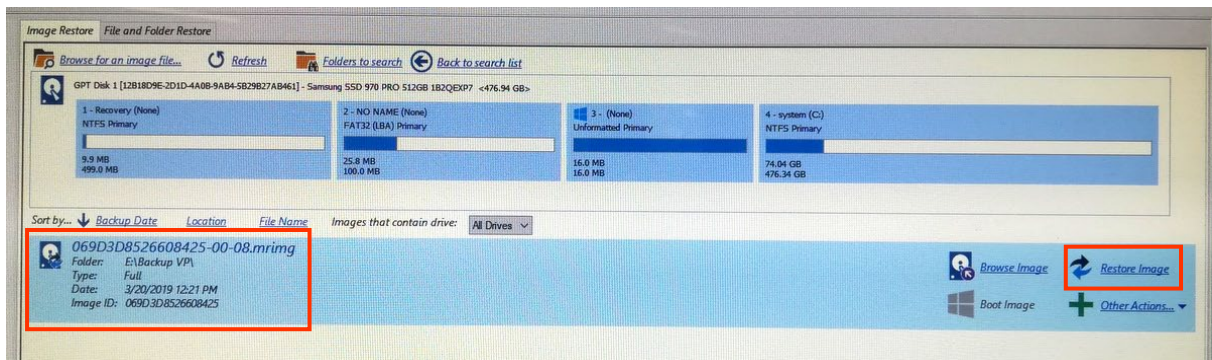 Image Restore File and Folder Restore
Browse for an image file... Refresh Folders to search Back to search list
GPT Disk 1 [12B18D9E-2D1D-4A0B-9AB4-5B29B27AB461] - Samsung SSD 970 PRO 512GB 1B2QEXP7 <476.94 GB>
1 - Recovery (None)
NTFS Primary
9.9 MB
499.0 MB
2 - NO NAME (None)
FAT32 (LBA) Primary
25.8 MB
100.0 MB
3 - (None)
Unformatted Primary
16.0 MB
16.0 MB
4 - system (C:)
NTFS Primary
74.04 GB
476.34 GB
Sort by... Backup Date Location File Name Images that contain drive: All Drives
069D3D8526608425-00-08.mrimg
Folder: E:\Backup VP\
Type: Full
Date: 3/20/2019 12:21 PM
Image ID: 069D3D8526608425
Browse Image
Restore Image
Boot Image
Other Actions...